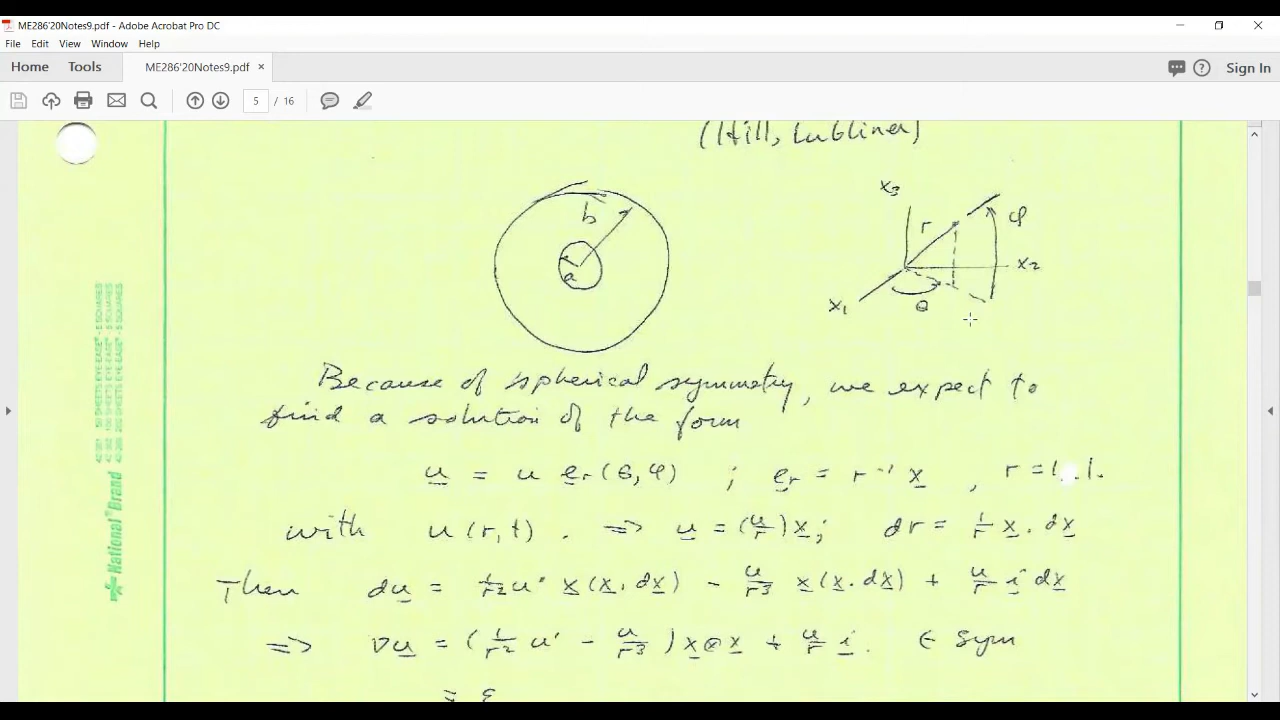 ME286'20Notes9.pdf - Adobe Acrobat Pro DC
File Edit View Window Help
Home Tools ME286'20Notes9.pdf × Sign In
5 / 16
(Hill, Lubliner)
b
a
x₃
r
φ
x₂
x₁
θ
Because of spherical symmetry, we expect to
find a solution of the form
u = u eᵣ(θ, φ) ; eᵣ = r⁻¹ x , r = |
with u(r,t) . ⇒ u = (u/r) x ; dr = 1/r x · dx
Then du = 1/r² u' x(x · dx) - u/r³ x(x · dx) + u/r i dx
⇒ ∇u = (1/r² u' - u/r³) x⊗x + u/r i . ∈ Sym
= ε
National® Brand